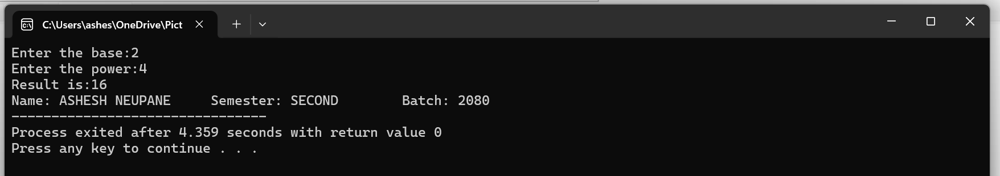 C:\Users\ashes\OneDrive\Pict
Enter the base:2
Enter the power:4
Result is:16
Name: ASHESH NEUPANE     Semester: SECOND        Batch: 2080
--------------------------------
Process exited after 4.359 seconds with return value 0
Press any key to continue . . .